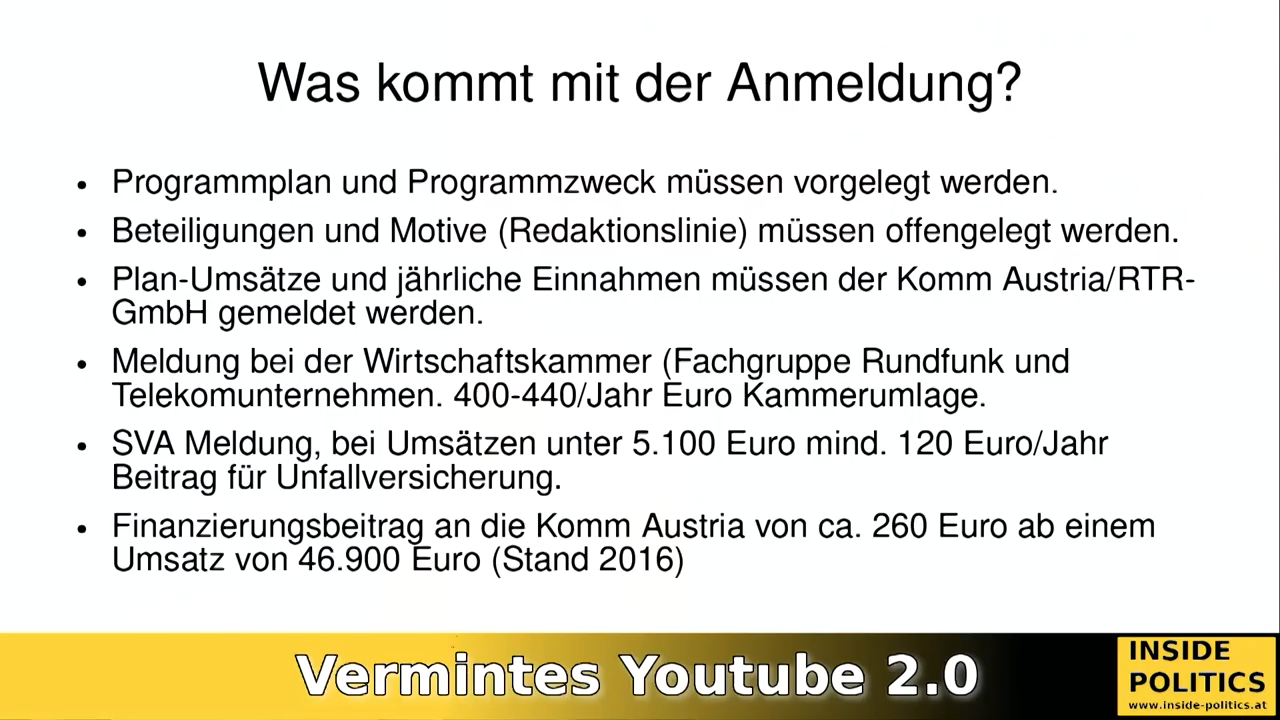 Was kommt mit der Anmeldung?
• Programmplan und Programmzweck müssen vorgelegt werden.
• Beteiligungen und Motive (Redaktionslinie) müssen offengelegt werden.
• Plan-Umsätze und jährliche Einnahmen müssen der Komm Austria/RTR-
GmbH gemeldet werden.
• Meldung bei der Wirtschaftskammer (Fachgruppe Rundfunk und
Telekomunternehmen. 400-440/Jahr Euro Kammerumlage.
• SVA Meldung, bei Umsätzen unter 5.100 Euro mind. 120 Euro/Jahr
Beitrag für Unfallversicherung.
• Finanzierungsbeitrag an die Komm Austria von ca. 260 Euro ab einem
Umsatz von 46.900 Euro (Stand 2016)
Vermintes Youtube 2.0
INSIDE
POLITICS
www.inside-politics.at